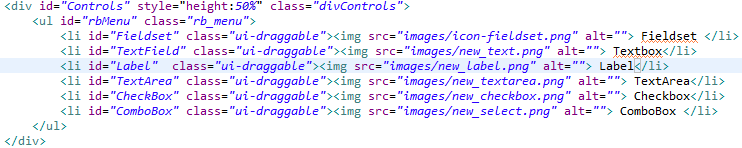 <div id="Controls" style="height:50%" class="divControls">
<ul id="rbMenu" class="rb_menu">
<li id="Fieldset" class="ui-draggable"><img src="images/icon-fieldset.png" alt=""> Fieldset </li>
<li id="TextField" class="ui-draggable"><img src="images/new_text.png" alt=""> Textbox</li>
<li id="Label"  class="ui-draggable"><img src="images/new_label.png" alt=""> Label</li>
<li id="TextArea" class="ui-draggable"><img src="images/new_textarea.png" alt=""> TextArea</li>
<li id="CheckBox" class="ui-draggable"><img src="images/new_checkbox.png" alt=""> Checkbox</li>
<li id="ComboBox" class="ui-draggable"><img src="images/new_select.png" alt=""> ComboBox </li>
</ul>
</div>